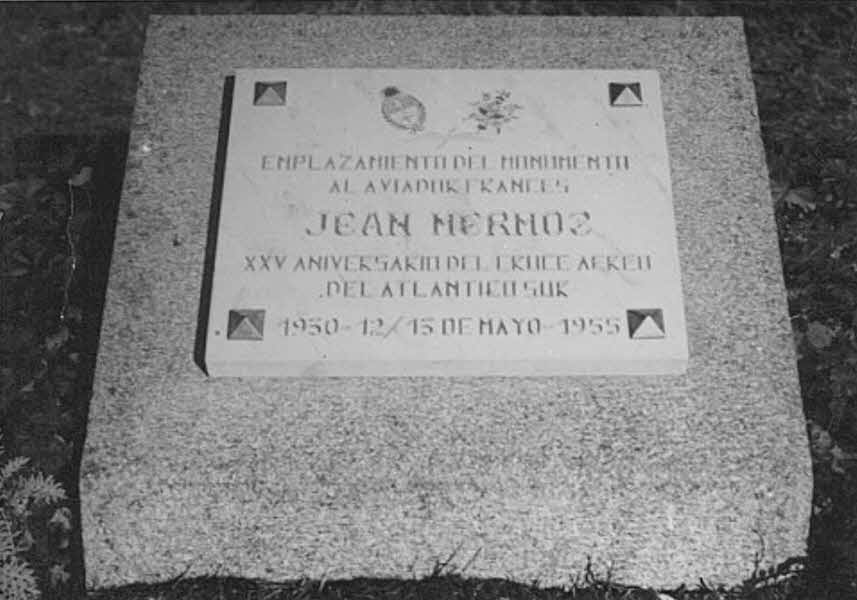 EMPLAZAMIENTO DEL MONUMENTO
AL AVIADOR FRANCES
JEAN MERMOZ
XXV ANIVERSARIO DEL CRUCE AEREO
DEL ATLANTICO SUR
1930 - 12/13 DE MAYO - 1955